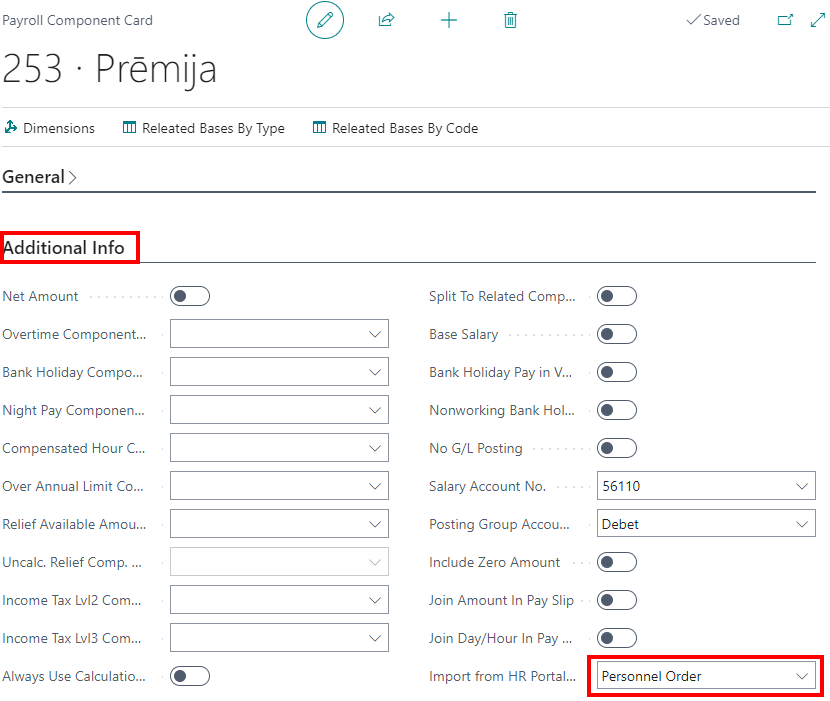 Payroll Component Card
Saved
253 · Prēmija
Dimensions
Releated Bases By Type
Releated Bases By Code
General
Additional Info
Net Amount
Overtime Component...
Bank Holiday Compo...
Night Pay Componen...
Compensated Hour C...
Over Annual Limit Co...
Relief Available Amou...
Uncalc. Relief Comp. ...
Income Tax Lvl2 Com...
Income Tax Lvl3 Com...
Always Use Calculatio...
Split To Related Comp...
Base Salary
Bank Holiday Pay in V...
Nonworking Bank Hol...
No G/L Posting
Salary Account No. 56110
Posting Group Accou... Debet
Include Zero Amount
Join Amount In Pay Slip
Join Day/Hour In Pay ...
Import from HR Portal... Personnel Order